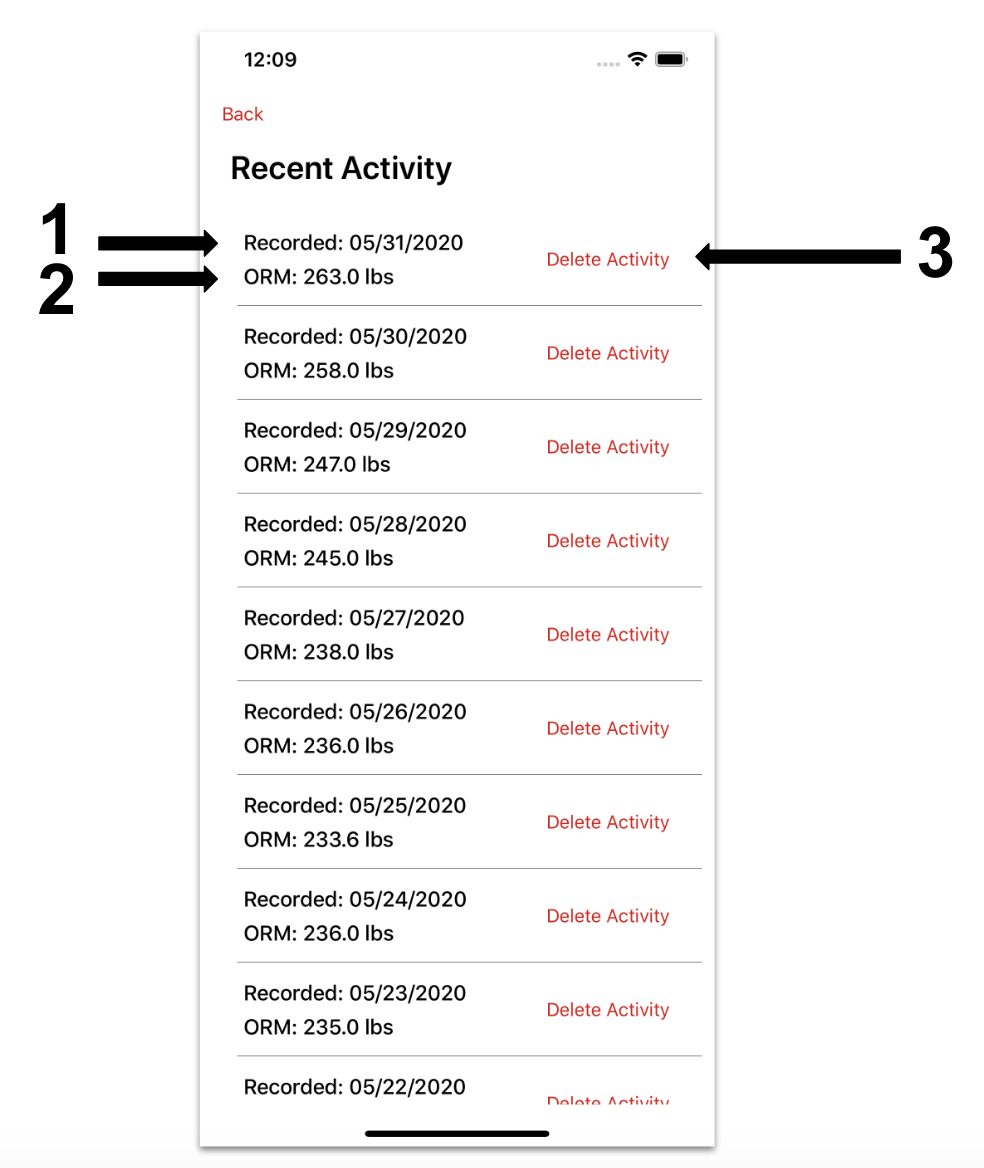 12:09
Back
Recent Activity
1
Recorded: 05/31/2020
2
ORM: 263.0 lbs
Delete Activity
3
Recorded: 05/30/2020
ORM: 258.0 lbs
Delete Activity
Recorded: 05/29/2020
ORM: 247.0 lbs
Delete Activity
Recorded: 05/28/2020
ORM: 245.0 lbs
Delete Activity
Recorded: 05/27/2020
ORM: 238.0 lbs
Delete Activity
Recorded: 05/26/2020
ORM: 236.0 lbs
Delete Activity
Recorded: 05/25/2020
ORM: 233.6 lbs
Delete Activity
Recorded: 05/24/2020
ORM: 236.0 lbs
Delete Activity
Recorded: 05/23/2020
ORM: 235.0 lbs
Delete Activity
Recorded: 05/22/2020
Delete Activity